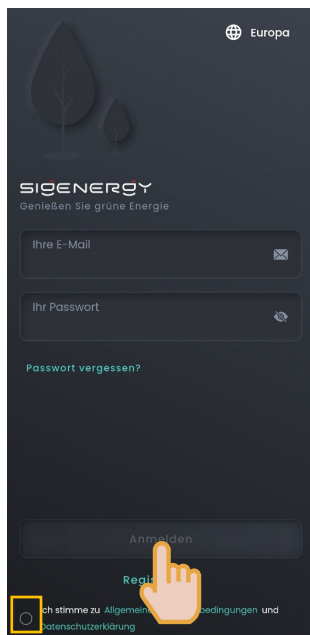 Europa
SIGENERGY
Genießen Sie grüne Energie
Ihre E-Mail
Ihr Passwort
Passwort vergessen?
Anmelden
Regis
ch stimme zu Allgemeine bedingungen und
Datenschutzerklärung